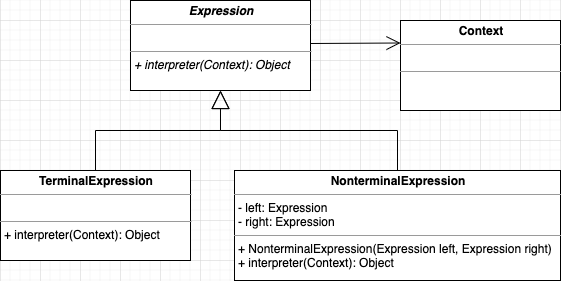 Expression
+ interpreter(Context): Object
Context
TerminalExpression
+ interpreter(Context): Object
NonterminalExpression
- left: Expression
- right: Expression
+ NonterminalExpression(Expression left, Expression right)
+ interpreter(Context): Object